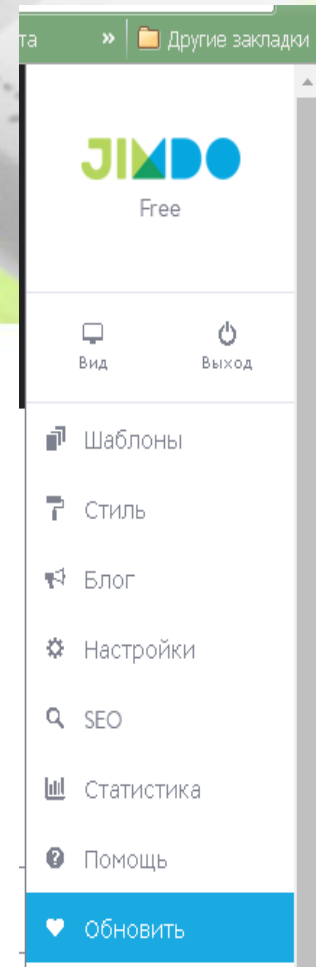 та » Другие закладки
JIMDO
Free
Вид Выход
Шаблоны
Стиль
Блог
Настройки
SEO
Статистика
Помощь
Обновить